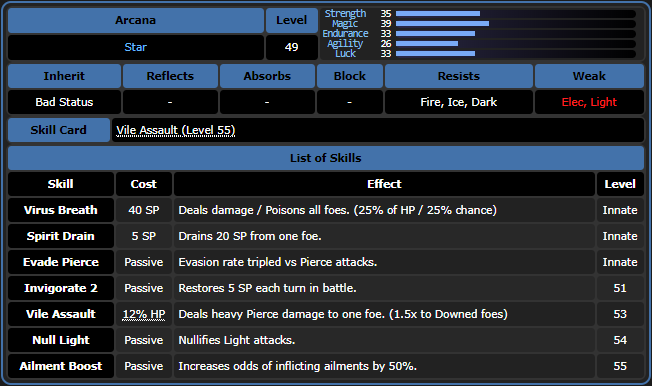 Arcana Level
Star 49
Strength 35
Magic 39
Endurance 33
Agility 26
Luck 33
Inherit Reflects Absorbs Block Resists Weak
Bad Status - - - Fire, Ice, Dark Elec, Light
Skill Card Vile Assault (Level 55)
List of Skills
Skill Cost Effect Level
Virus Breath 40 SP Deals damage / Poisons all foes. (25% of HP / 25% chance) Innate
Spirit Drain 5 SP Drains 20 SP from one foe. Innate
Evade Pierce Passive Evasion rate tripled vs Pierce attacks. Innate
Invigorate 2 Passive Restores 5 SP each turn in battle. 51
Vile Assault 12% HP Deals heavy Pierce damage to one foe. (1.5x to Downed foes) 53
Null Light Passive Nullifies Light attacks. 54
Ailment Boost Passive Increases odds of inflicting ailments by 50%. 55